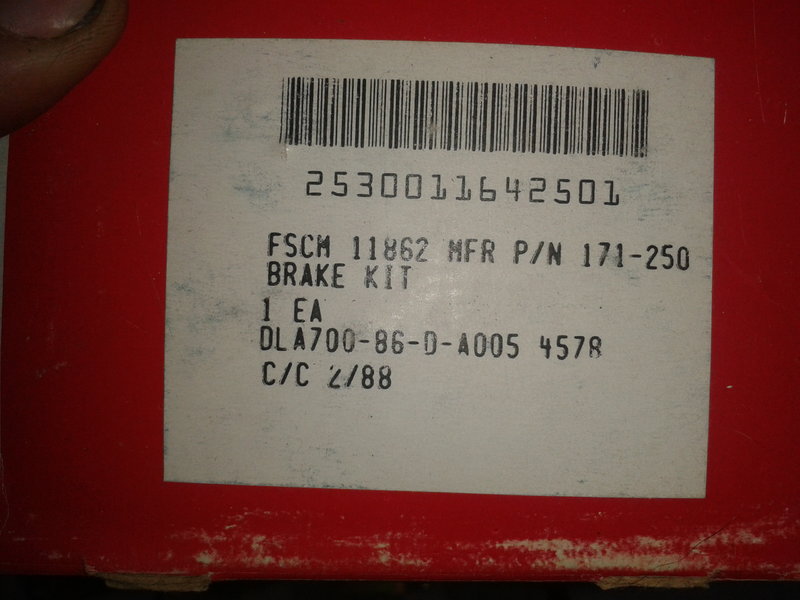 2530011642501
FSCM 11862 MFR P/N 171-250
BRAKE KIT
1 EA
DLA700-86-D-A005 4578
C/C 2/88